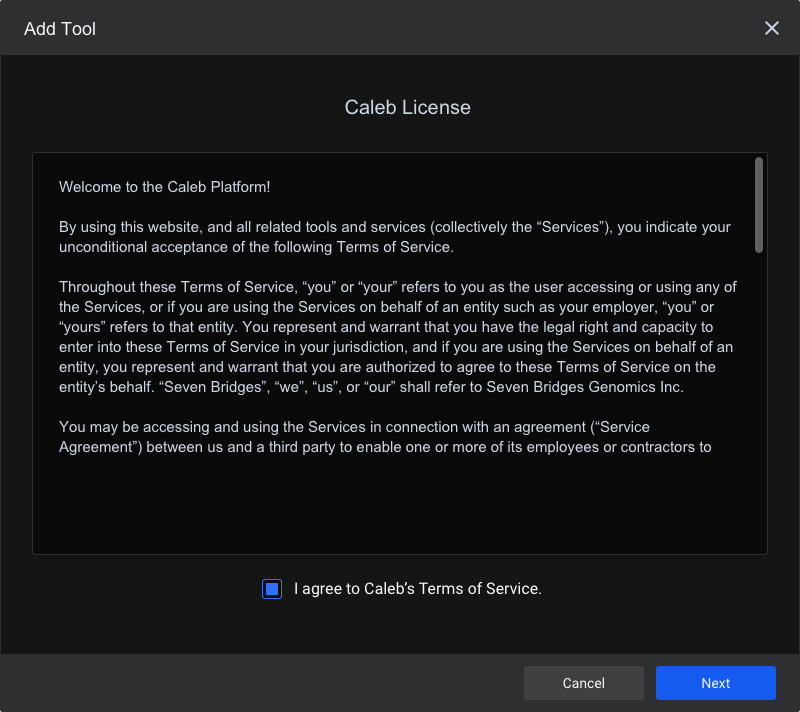 Add Tool
Caleb License
Welcome to the Caleb Platform!
By using this website, and all related tools and services (collectively the “Services”), you indicate your
unconditional acceptance of the following Terms of Service.
Throughout these Terms of Service, “you” or “your” refers to you as the user accessing or using any of
the Services, or if you are using the Services on behalf of an entity such as your employer, “you” or
“yours” refers to that entity. You represent and warrant that you have the legal right and capacity to
enter into these Terms of Service in your jurisdiction, and if you are using the Services on behalf of an
entity, you represent and warrant that you are authorized to agree to these Terms of Service on the
entity’s behalf. “Seven Bridges”, “we”, “us”, or “our” shall refer to Seven Bridges Genomics Inc.
You may be accessing and using the Services in connection with an agreement (“Service
Agreement”) between us and a third party to enable one or more of its employees or contractors to
I agree to Caleb’s Terms of Service.
Cancel
Next